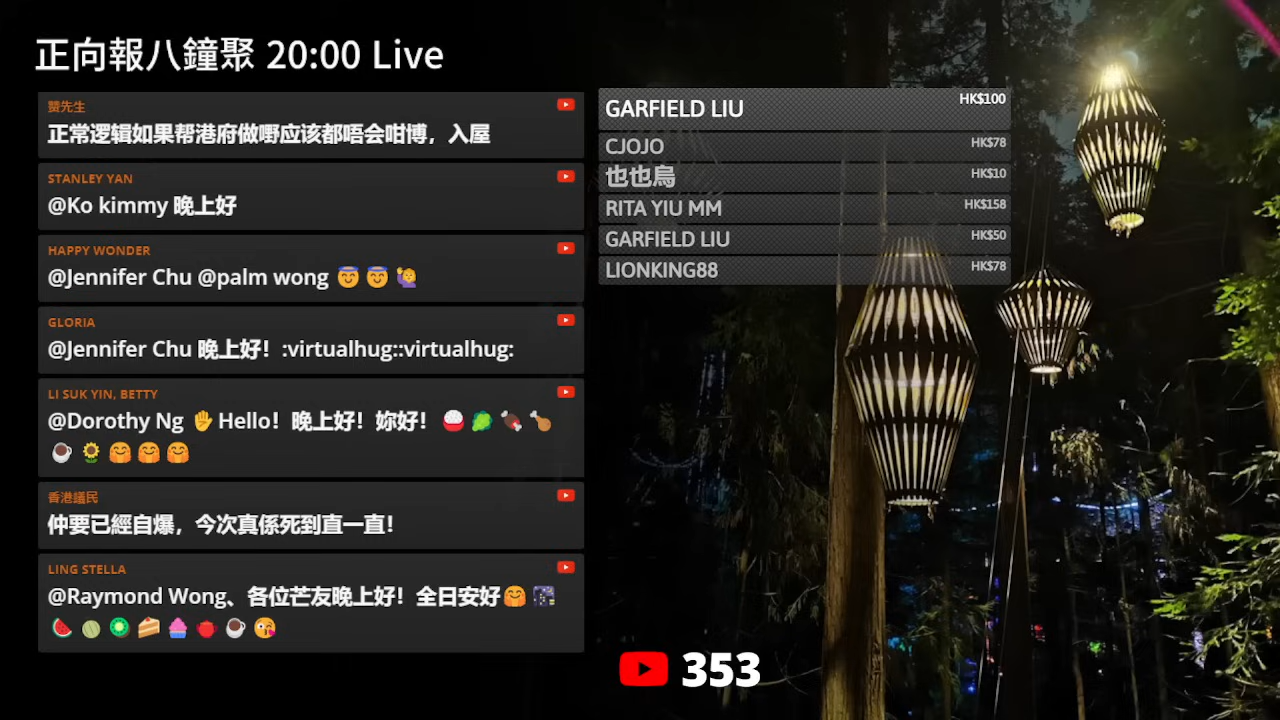 正向報八鐘聚 20:00 Live
赞先生
正常逻辑如果帮港府做嘢应该都唔会咁博，入屋
STANLEY YAN
@Ko kimmy 晚上好
HAPPY WONDER
@Jennifer Chu @palm wong 😇 😇 🙋
GLORIA
@Jennifer Chu 晚上好！:virtualhug::virtualhug:
LI SUK YIN, BETTY
@Dorothy Ng ✋Hello！晚上好！妳好！🍚 🥬 🍖 🍗
☕ 🌻 🤗 🤗 🤗
香港議民
仲要已經自爆，今次真係死到直一直！
LING STELLA
@Raymond Wong、各位芒友晚上好！全日安好🤗 🎆
🍉 🍈 🥝 🍰 🧁 🫖 ☕ 😘
GARFIELD LIU HK$100
CJOJO HK$78
也也烏 HK$10
RITA YIU MM HK$158
GARFIELD LIU HK$50
LIONKING88 HK$78
353